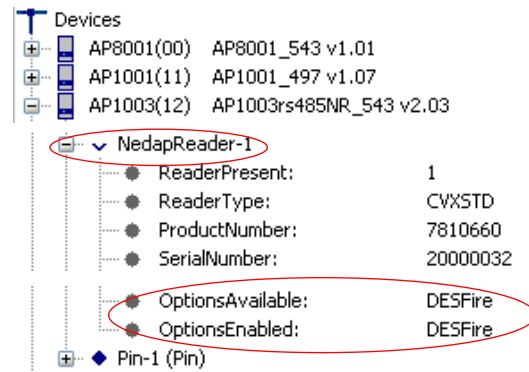 Devices
AP8001(00) AP8001_543 v1.01
AP1001(11) AP1001_497 v1.07
AP1003(12) AP1003rs485NR_543 v2.03
NedapReader-1
ReaderPresent: 1
ReaderType: CVXSTD
ProductNumber: 7810660
SerialNumber: 20000032
OptionsAvailable: DESFire
OptionsEnabled: DESFire
Pin-1 (Pin)